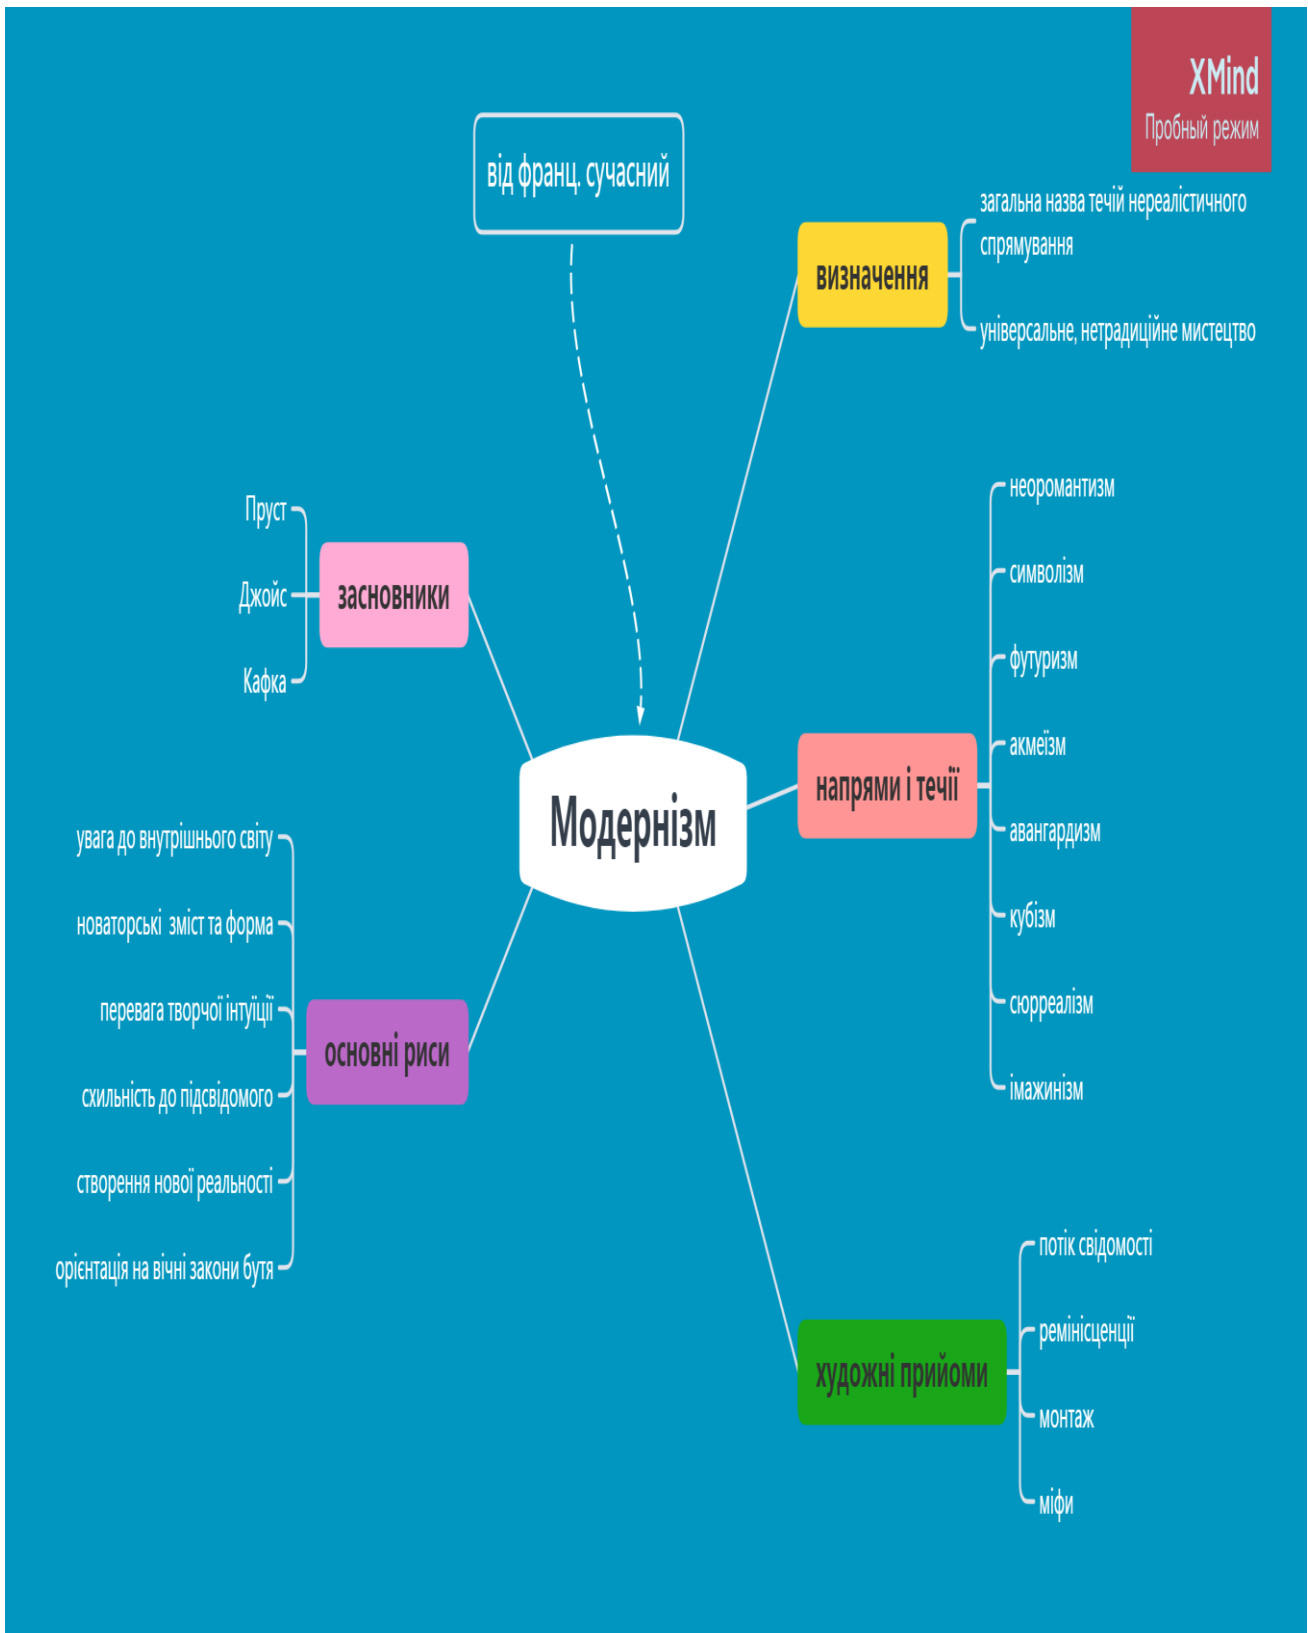 XMind
Пробный режим
від франц. сучасний
визначення
загальна назва течій нереалістичного
спрямування
універсальне, нетрадиційне мистецтво
засновники
Пруст
Джойс
Кафка
Модернізм
напрями і течії
неоромантизм
символізм
футуризм
акмеїзм
авангардизм
кубізм
сюрреалізм
імажинізм
основні риси
увага до внутрішнього світу
новаторські  зміст та форма
перевага творчої інтуїції
схильність до підсвідомого
створення нової реальності
орієнтація на вічні закони бутя
художні прийоми
потік свідомості
ремінісценції
монтаж
міфи